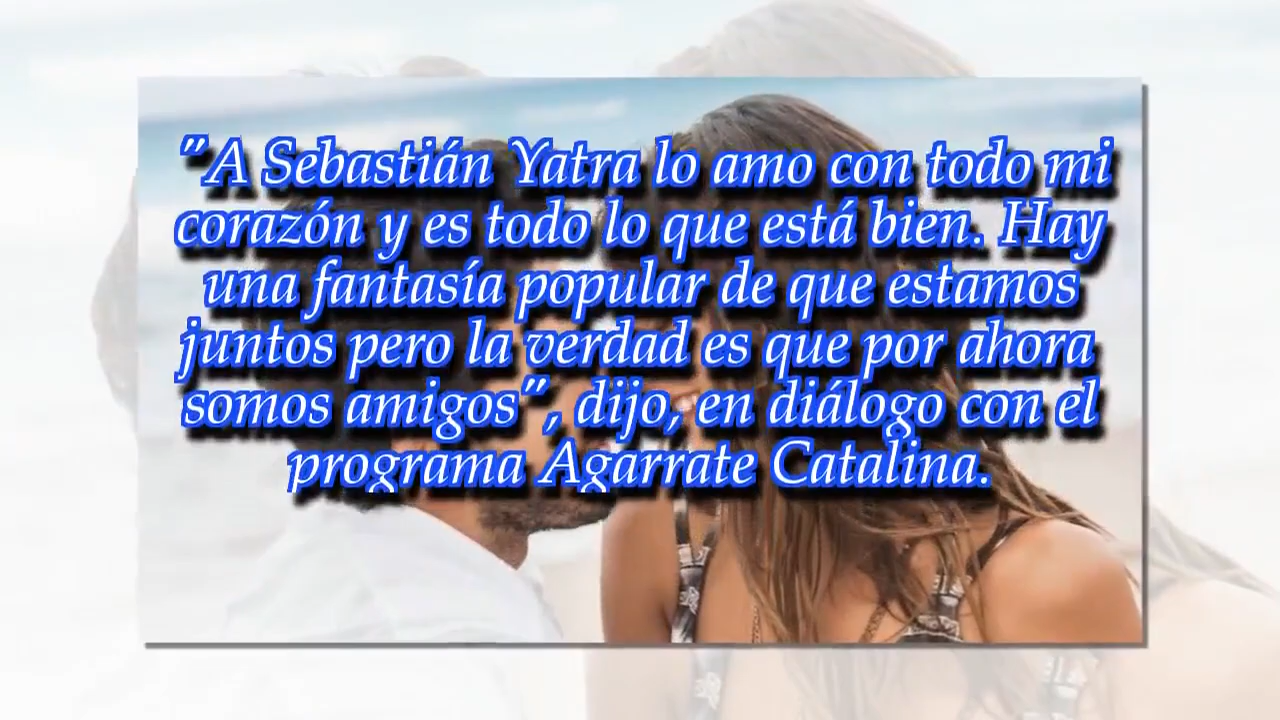 "A Sebastián Yatra lo amo con todo mi
corazón y es todo lo que está bien. Hay
una fantasía popular de que estamos
juntos pero la verdad es que por ahora
somos amigos", dijo, en diálogo con el
programa Agarrate Catalina.